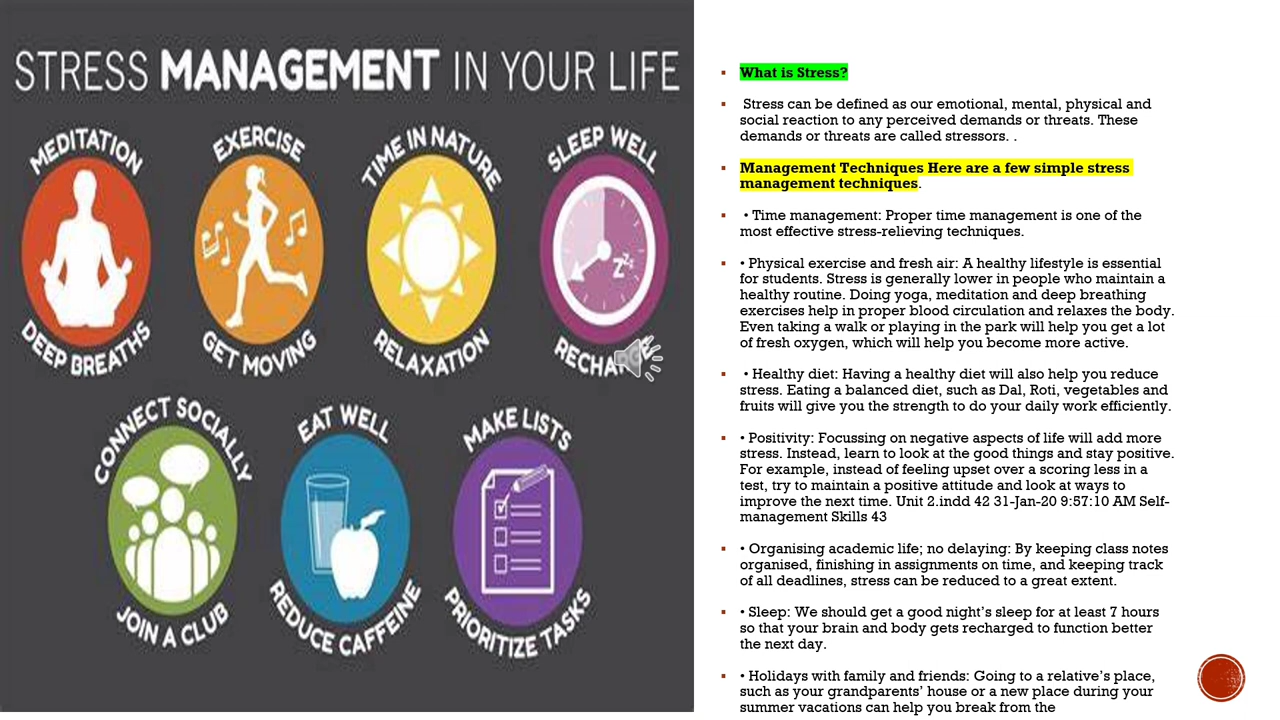 STRESS MANAGEMENT IN YOUR LIFE
MEDITATION
DEEP BREATHS
EXERCISE
GET MOVING
TIME IN NATURE
RELAXATION
SLEEP WELL
Zzz
CONNECT SOCIALLY
JOIN A CLUB
EAT WELL
REDUCE CAFFEINE
MAKE LISTS
PRIORITIZE TASKS
▪ What is Stress?
▪ Stress can be defined as our emotional, mental, physical and
social reaction to any perceived demands or threats. These
demands or threats are called stressors. .
▪ Management Techniques Here are a few simple stress
management techniques.
▪ • Time management: Proper time management is one of the
most effective stress-relieving techniques.
▪ • Physical exercise and fresh air: A healthy lifestyle is essential
for students. Stress is generally lower in people who maintain a
healthy routine. Doing yoga, meditation and deep breathing
exercises help in proper blood circulation and relaxes the body.
Even taking a walk or playing in the park will help you get a lot
of fresh oxygen, which will help you become more active.
▪ • Healthy diet: Having a healthy diet will also help you reduce
stress. Eating a balanced diet, such as Dal, Roti, vegetables and
fruits will give you the strength to do your daily work efficiently.
▪ • Positivity: Focussing on negative aspects of life will add more
stress. Instead, learn to look at the good things and stay positive.
For example, instead of feeling upset over a scoring less in a
test, try to maintain a positive attitude and look at ways to
improve the next time. Unit 2.indd 42 31-Jan-20 9:57:10 AM Self-
management Skills 43
▪ • Organising academic life; no delaying: By keeping class notes
organised, finishing in assignments on time, and keeping track
of all deadlines, stress can be reduced to a great extent.
▪ • Sleep: We should get a good night’s sleep for at least 7 hours
so that your brain and body gets recharged to function better
the next day.
▪ • Holidays with family and friends: Going to a relative’s place,
such as your grandparents’ house or a new place during your
summer vacations can help you break from the